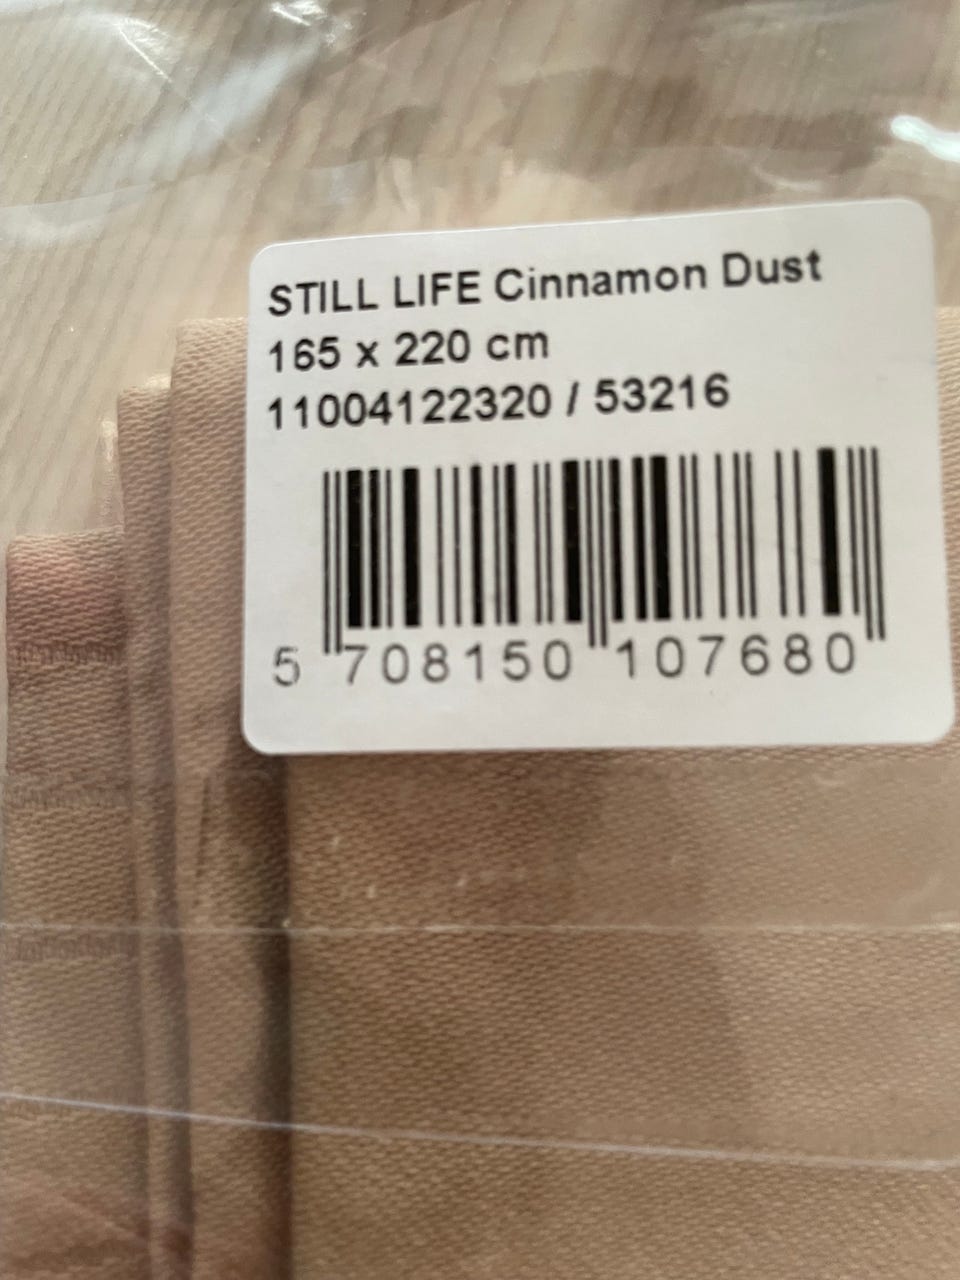 STILL LIFE Cinnamon Dust
165 x 220 cm
11004122320 / 53216
5 708150 107680